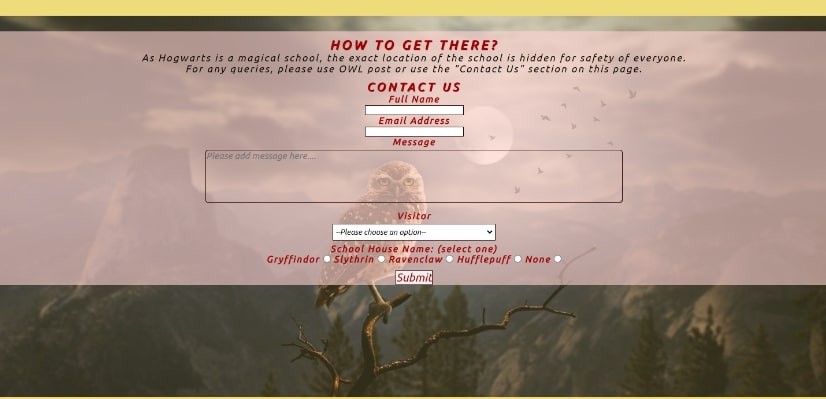 HOW TO GET THERE?
As Hogwarts is a magical school, the exact location of the school is hidden for safety of everyone.
For any queries, please use OWL post or use the "Contact Us" section on this page.
CONTACT US
Full Name
Email Address
Message
Please add message here....
Visitor
--Please choose an option--
School House Name: (select one)
Gryffindor Slythrin Ravenclaw Hufflepuff None
Submit